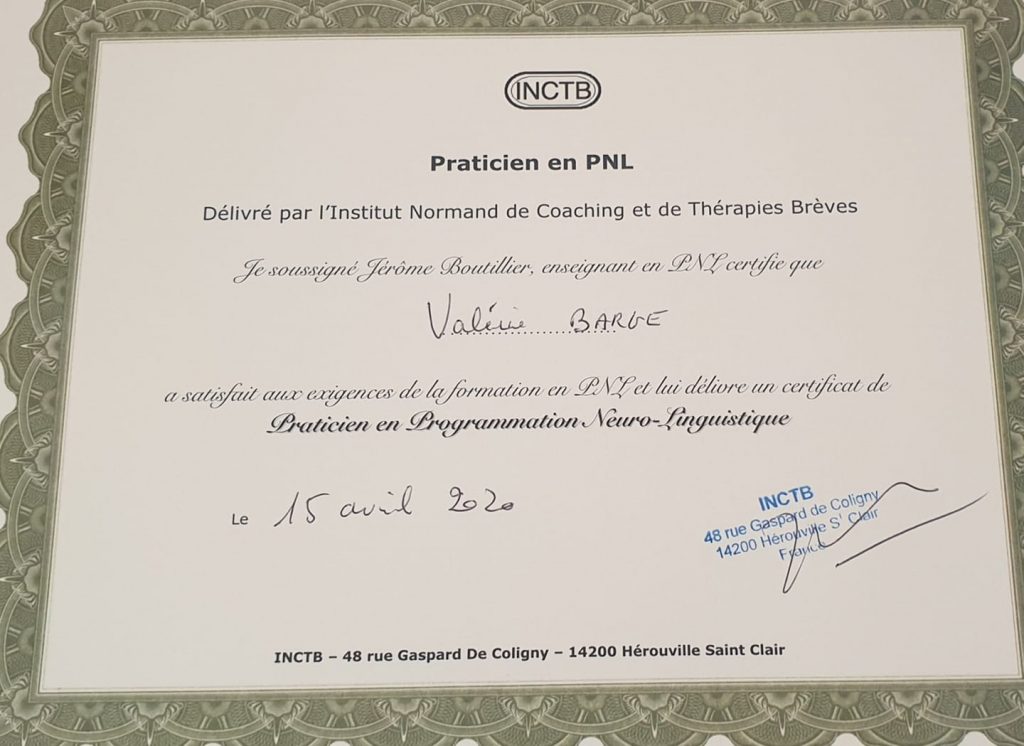 INCTB
Praticien en PNL
Délivré par l'Institut Normand de Coaching et de Thérapies Brèves
Je soussigné Jérôme Boutillier, enseignant en PNL certifie que
Valérie BARGE
a satisfait aux exigences de la formation en PNL et lui délivre un certificat de
Praticien en Programmation Neuro-Linguistique
Le 15 avril 2020
INCTB
48 rue Gaspard de Coligny
14200 Hérouville St Clair
France
INCTB – 48 rue Gaspard De Coligny – 14200 Hérouville Saint Clair